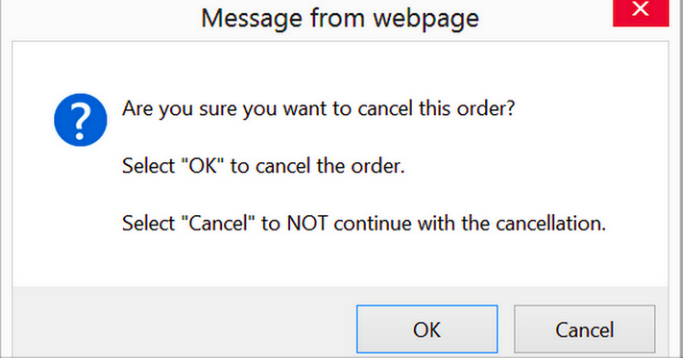 Message from webpage
Are you sure you want to cancel this order?
Select "OK" to cancel the order.
Select "Cancel" to NOT continue with the cancellation.
OK Cancel